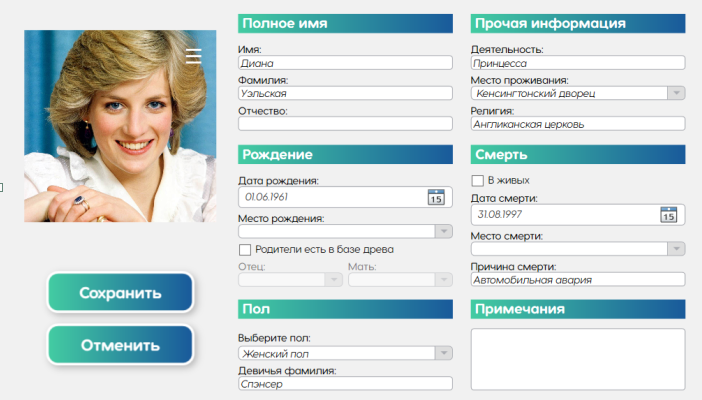 Полное имя
Имя:
Диана
Фамилия:
Уэльская
Отчество:
Рождение
Дата рождения:
01.06.1961
15
Место рождения:
Родители есть в базе древа
Отец: Мать:
Пол
Выберите пол:
Женский пол
Девичья фамилия:
Спэнсер
Прочая информация
Деятельность:
Принцесса
Место проживания:
Кенсингтонский дворец
Религия:
Англиканская церковь
Смерть
В живых
Дата смерти:
31.08.1997
15
Место смерти:
Причина смерти:
Автомобильная авария
Примечания
Сохранить
Отменить